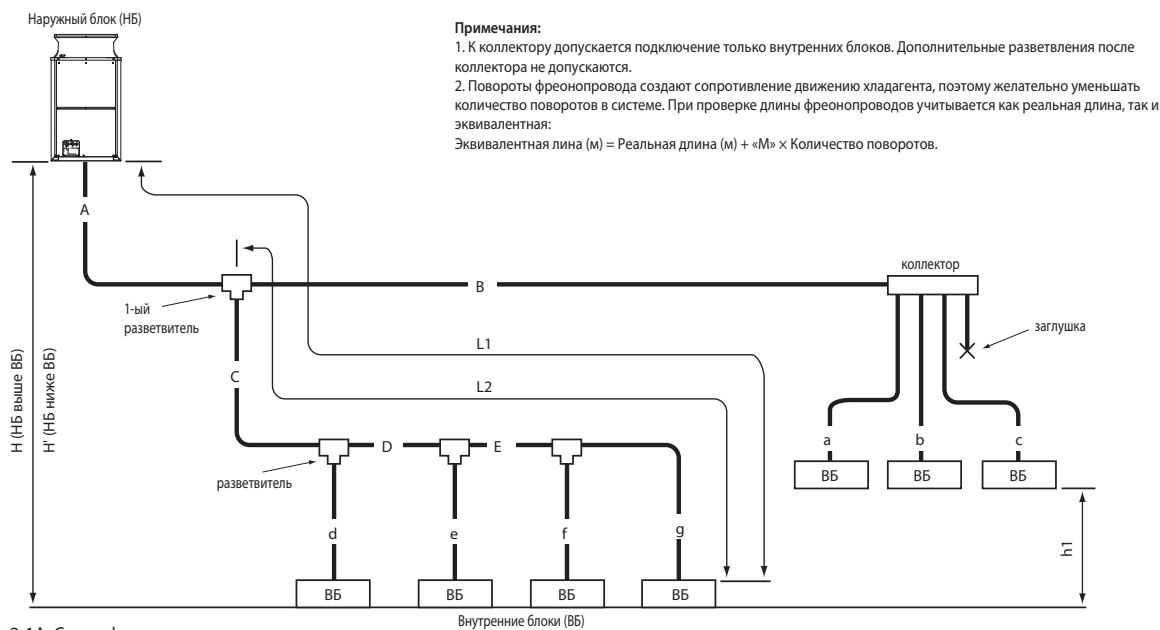 Наружный блок (НБ)
Примечания:
1. К коллектору допускается подключение только внутренних блоков. Дополнительные разветвления после
коллектора не допускаются.
2. Повороты фреонопровода создают сопротивление движению хладагента, поэтому желательно уменьшать
количество поворотов в системе. При проверке длины фреонопроводов учитывается как реальная длина, так и
эквивалентная:
Эквивалентная лина (м) = Реальная длина (м) + «М» × Количество поворотов.
A
1-ый
разветвитель
B
коллектор
заглушка
L1
L2
C
H (НБ выше ВБ)
H' (НБ ниже ВБ)
D
E
разветвитель
a
b
c
ВБ
ВБ
ВБ
d
e
f
g
h1
ВБ
ВБ
ВБ
ВБ
Внутренние блоки (ВБ)